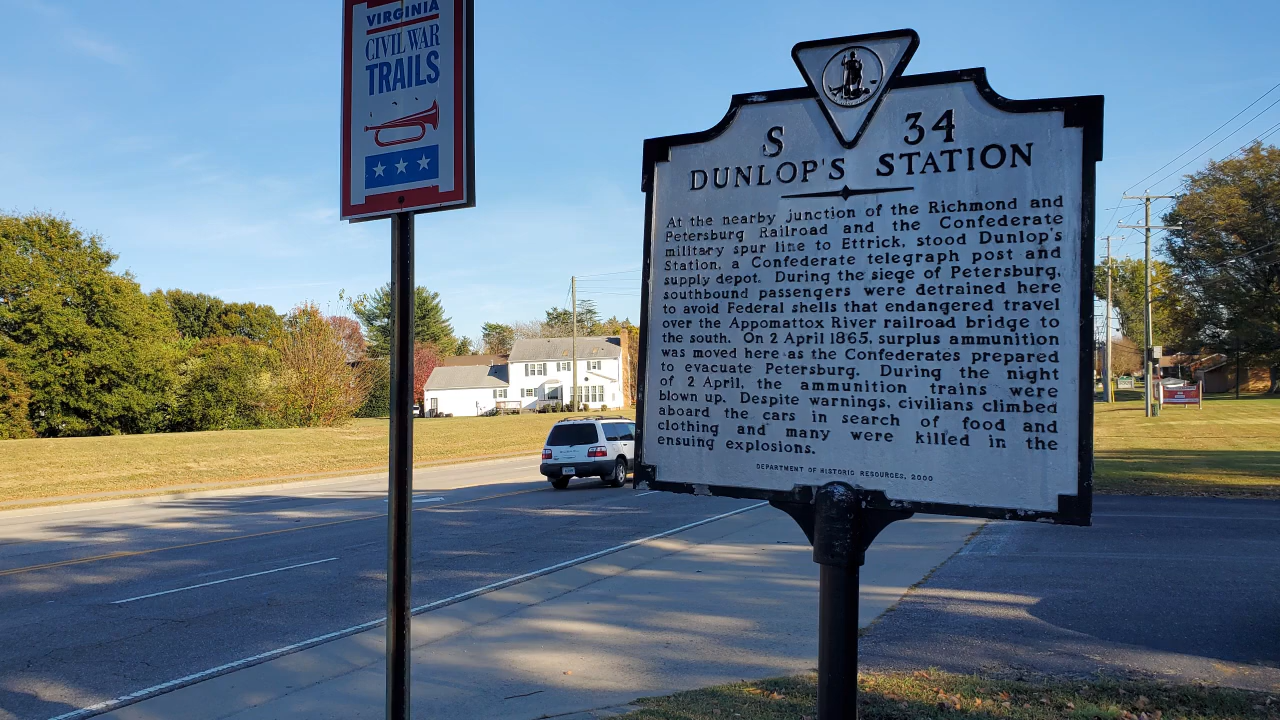 VIRGINIA
CIVIL WAR
TRAILS
S 34
DUNLOP'S STATION
At the nearby junction of the Richmond and
Petersburg Railroad and the Confederate
military spur line to Ettrick, stood Dunlop's
Station, a Confederate telegraph post and
supply depot. During the siege of Petersburg,
southbound passengers were detrained here
to avoid Federal shells that endangered travel
over the Appomattox River railroad bridge to
the south. On 2 April 1865, surplus ammunition
was moved here as the Confederates prepared
to evacuate Petersburg. During the night
of 2 April, the ammunition trains were
blown up. Despite warnings, civilians climbed
aboard the cars in search of food and
clothing and many were killed in the
ensuing explosions.
DEPARTMENT OF HISTORIC RESOURCES, 2000